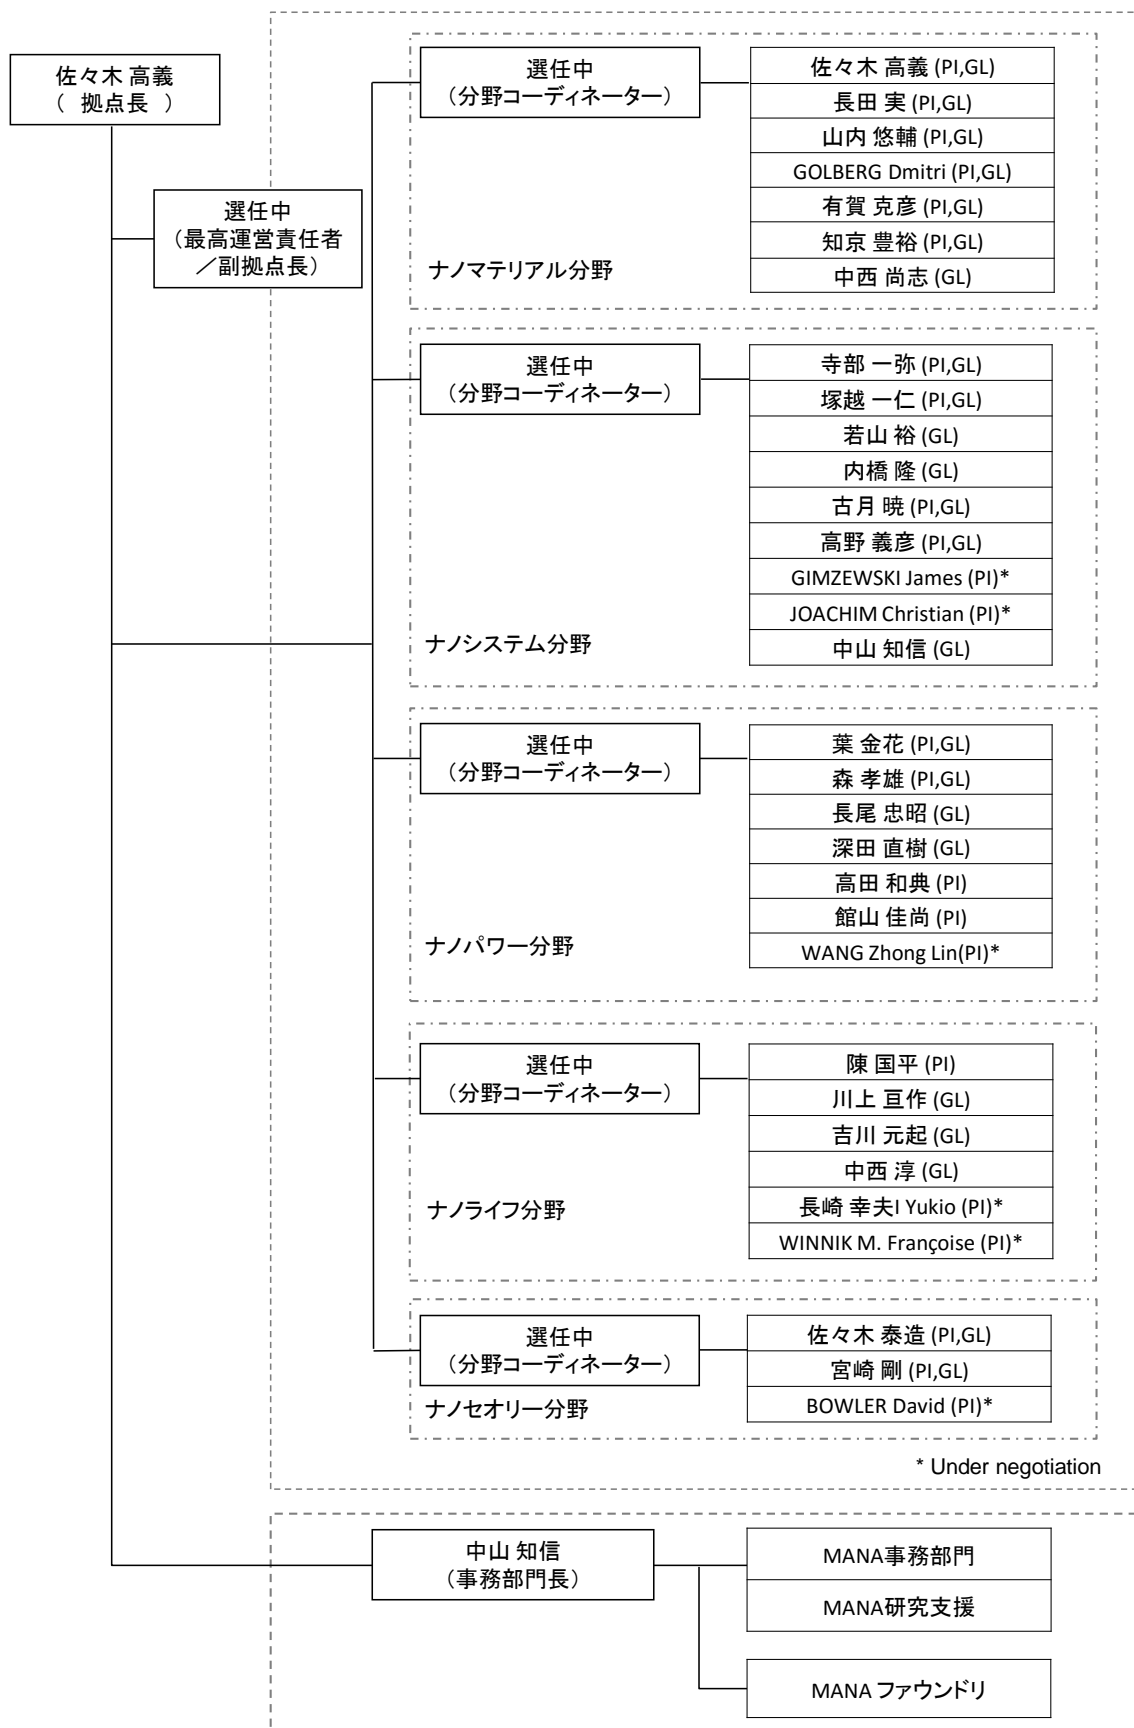 佐々木 高義
( 拠点長 )
選任中
(最高運営責任者
/副拠点長)
選任中
(分野コーディネーター)
ナノマテリアル分野
佐々木 高義 (PI,GL)
長田 実 (PI,GL)
山内 悠輔 (PI,GL)
GOLBERG Dmitri (PI,GL)
有賀 克彦 (PI,GL)
知京 豊裕 (PI,GL)
中西 尚志 (GL)
選任中
(分野コーディネーター)
ナノシステム分野
寺部 一弥 (PI,GL)
塚越 一仁 (PI,GL)
若山 裕 (GL)
内橋 隆 (GL)
古月 暁 (PI,GL)
高野 義彦 (PI,GL)
GIMZEWSKI James (PI)*
JOACHIM Christian (PI)*
中山 知信 (GL)
選任中
(分野コーディネーター)
ナノパワー分野
葉 金花 (PI,GL)
森 孝雄 (PI,GL)
長尾 忠昭 (GL)
深田 直樹 (GL)
高田 和典 (PI)
館山 佳尚 (PI)
WANG Zhong Lin(PI)*
選任中
(分野コーディネーター)
ナノライフ分野
陳 国平 (PI)
川上 亘作 (GL)
吉川 元起 (GL)
中西 淳 (GL)
長崎 幸夫I Yukio (PI)*
WINNIK M. Françoise (PI)*
選任中
(分野コーディネーター)
ナノセオリー分野
佐々木 泰造 (PI,GL)
宮崎 剛 (PI,GL)
BOWLER David (PI)*
* Under negotiation
中山 知信
(事務部門長)
MANA事務部門
MANA研究支援
MANA ファウンドリ